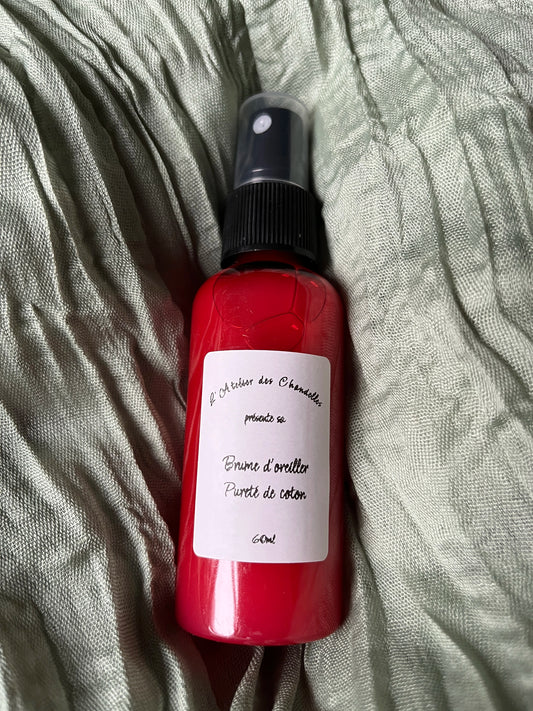 L'Atelier des Chandelles
présente sa
Brume d'oreiller
Pureté de coton
60ml